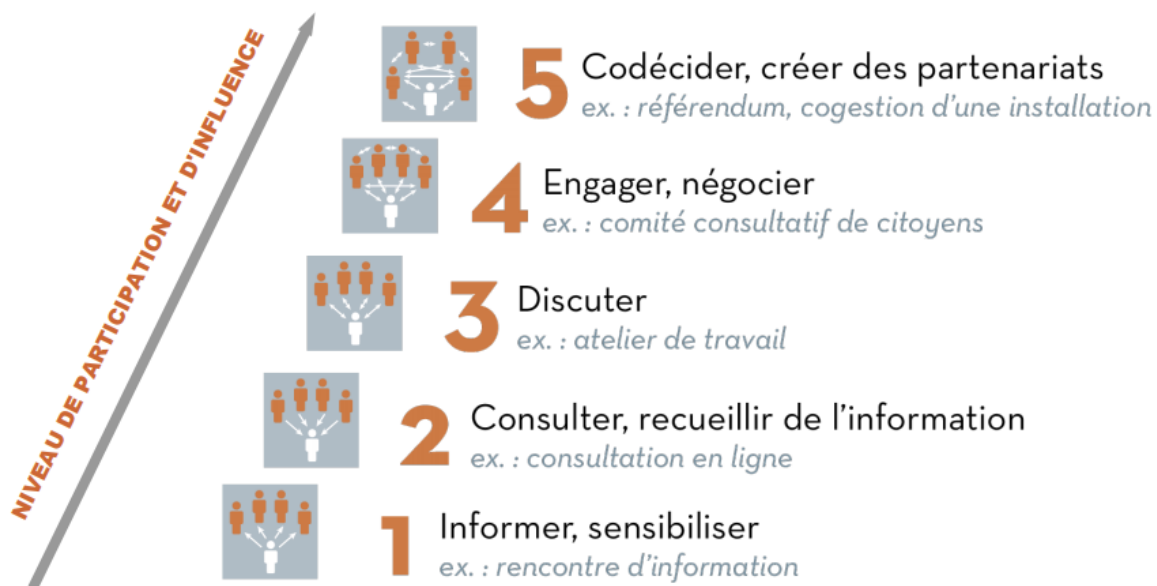 NIVEAU DE PARTICIPATION ET D'INFLUENCE
5 Codécider, créer des partenariats
ex. : référendum, cogestion d'une installation
4 Engager, négocier
ex. : comité consultatif de citoyens
3 Discuter
ex. : atelier de travail
2 Consulter, recueillir de l'information
ex. : consultation en ligne
1 Informer, sensibiliser
ex. : rencontre d'information